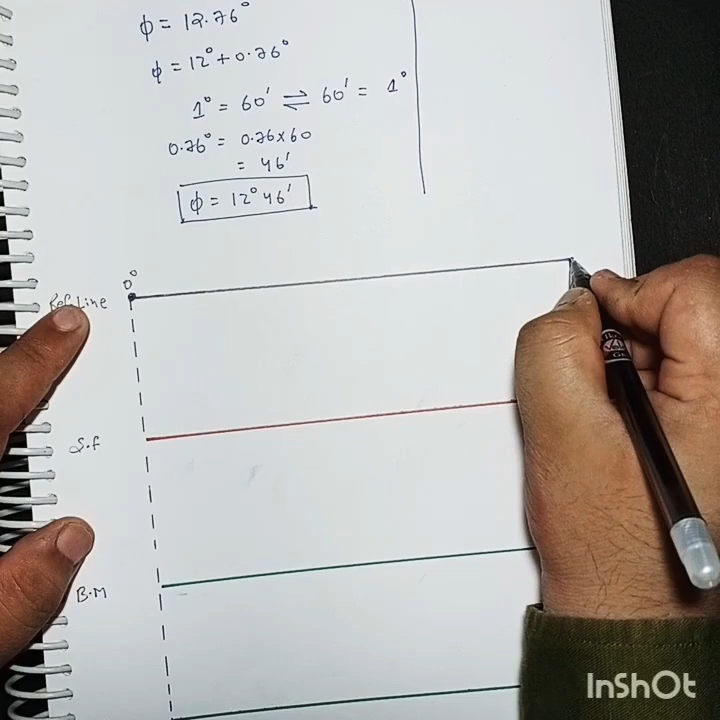 ϕ = 12.76°
ϕ = 12° + 0.76°
1° = 60' ⇌ 60' = 1°
0.76° = 0.76 × 60
= 46'
ϕ = 12° 46'
0°
Ref. Line
S.F
B.M
InShOt